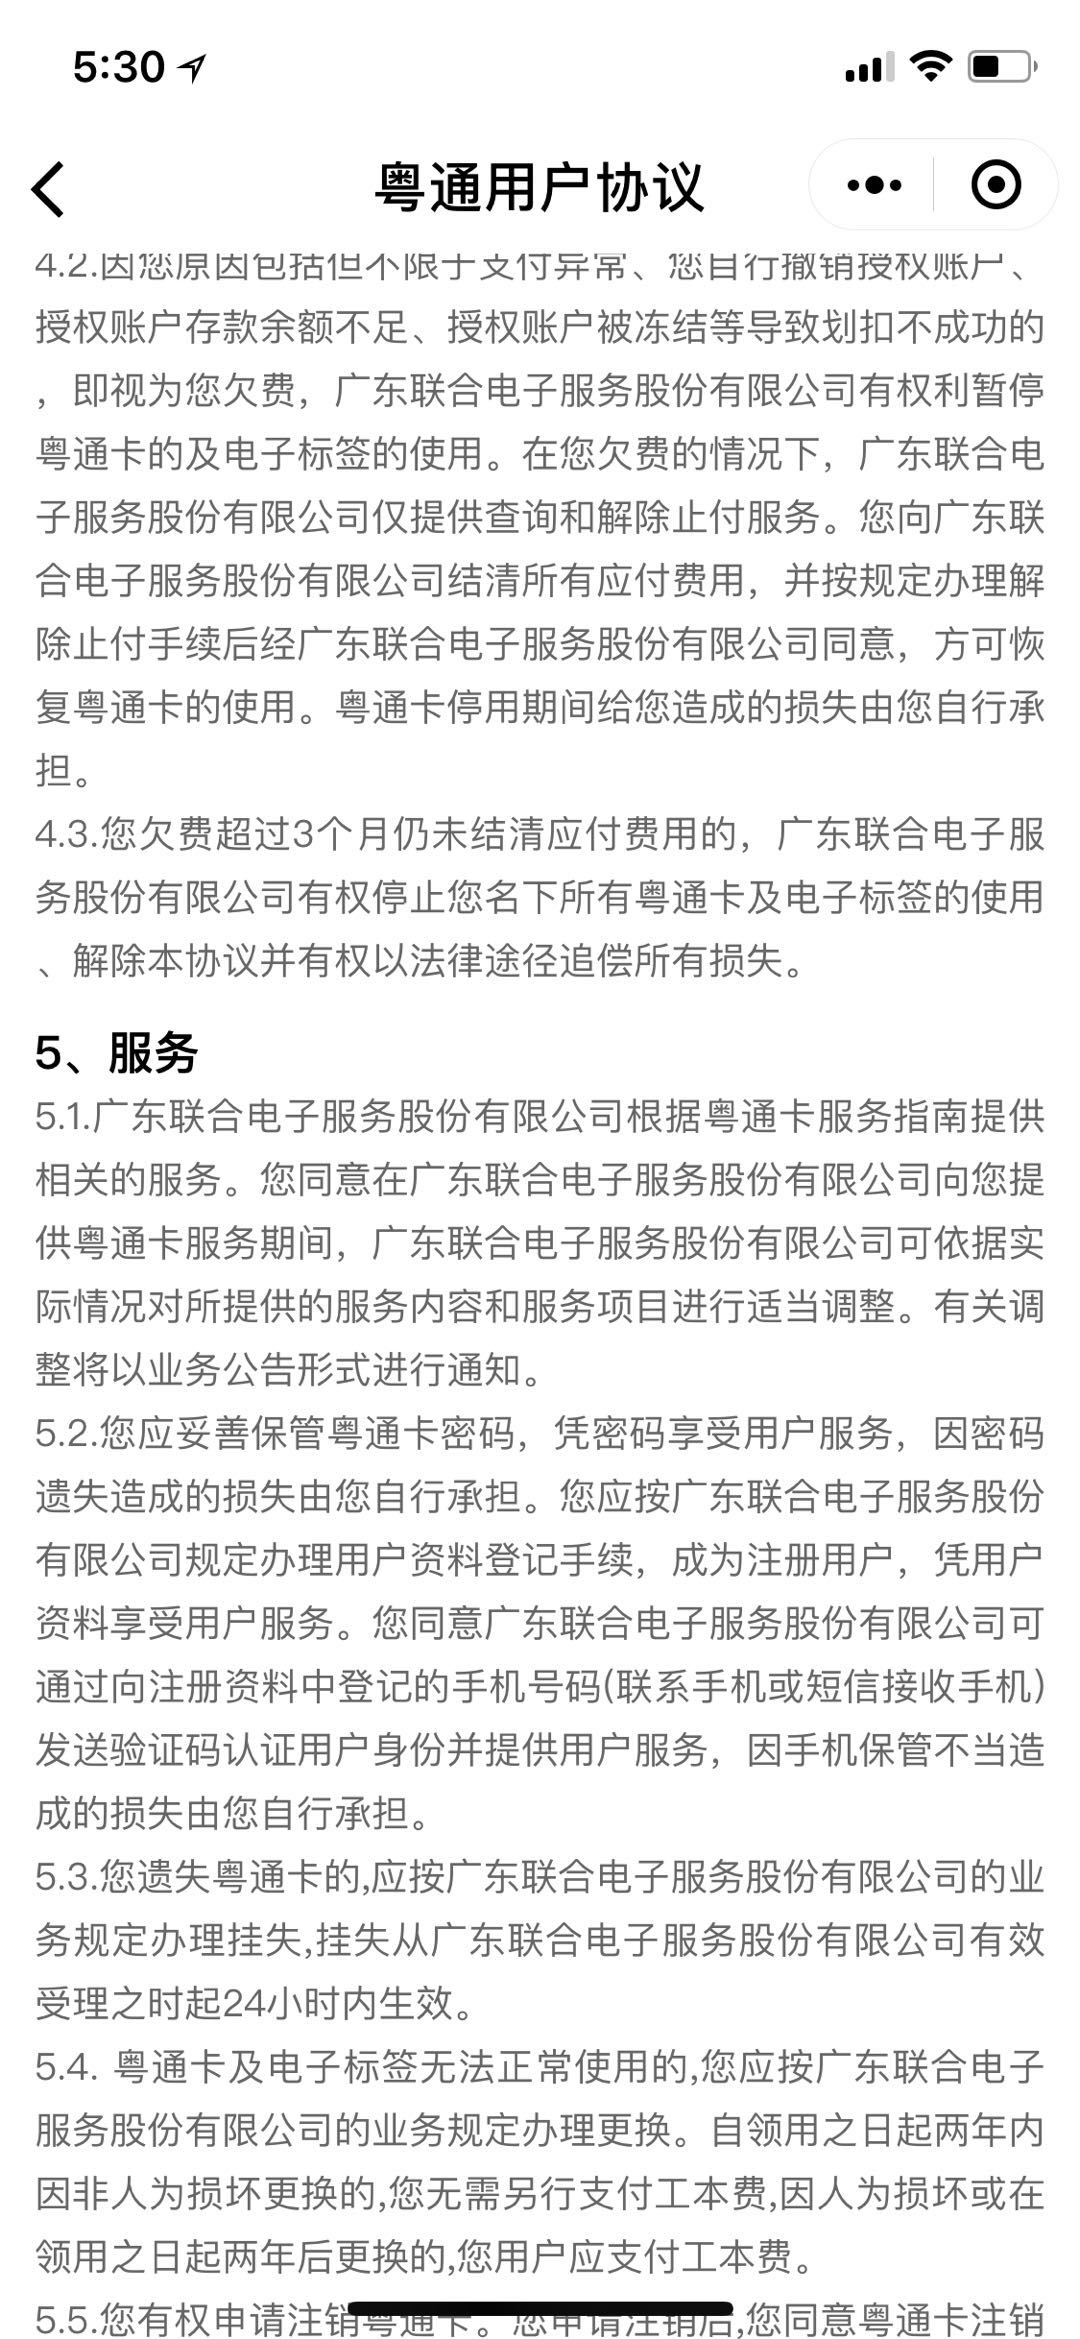 5:30
粤通用户协议
4.2.因您原因包括但不限于支付异常、您自行撤销授权账户、
授权账户存款余额不足、授权账户被冻结等导致划扣不成功的
，即视为您欠费，广东联合电子服务股份有限公司有权利暂停
粤通卡的及电子标签的使用。在您欠费的情况下，广东联合电
子服务股份有限公司仅提供查询和解除止付服务。您向广东联
合电子服务股份有限公司结清所有应付费用，并按规定办理解
除止付手续后经广东联合电子服务股份有限公司同意，方可恢
复粤通卡的使用。粤通卡停用期间给您造成的损失由您自行承
担。
4.3.您欠费超过3个月仍未结清应付费用的，广东联合电子服
务股份有限公司有权停止您名下所有粤通卡及电子标签的使用
、解除本协议并有权以法律途径追偿所有损失。
5、服务
5.1.广东联合电子服务股份有限公司根据粤通卡服务指南提供
相关的服务。您同意在广东联合电子服务股份有限公司向您提
供粤通卡服务期间，广东联合电子服务股份有限公司可依据实
际情况对所提供的服务内容和服务项目进行适当调整。有关调
整将以业务公告形式进行通知。
5.2.您应妥善保管粤通卡密码，凭密码享受用户服务，因密码
遗失造成的损失由您自行承担。您应按广东联合电子服务股份
有限公司规定办理用户资料登记手续，成为注册用户，凭用户
资料享受用户服务。您同意广东联合电子服务股份有限公司可
通过向注册资料中登记的手机号码(联系手机或短信接收手机)
发送验证码认证用户身份并提供用户服务，因手机保管不当造
成的损失由您自行承担。
5.3.您遗失粤通卡的,应按广东联合电子服务股份有限公司的业
务规定办理挂失,挂失从广东联合电子服务股份有限公司有效
受理之时起24小时内生效。
5.4. 粤通卡及电子标签无法正常使用的,您应按广东联合电子
服务股份有限公司的业务规定办理更换。自领用之日起两年内
因非人为损坏更换的,您无需另行支付工本费,因人为损坏或在
领用之日起两年后更换的,您用户应支付工本费。
5.5.您有权申请注销粤通卡。您申请注销后,您同意粤通卡注销